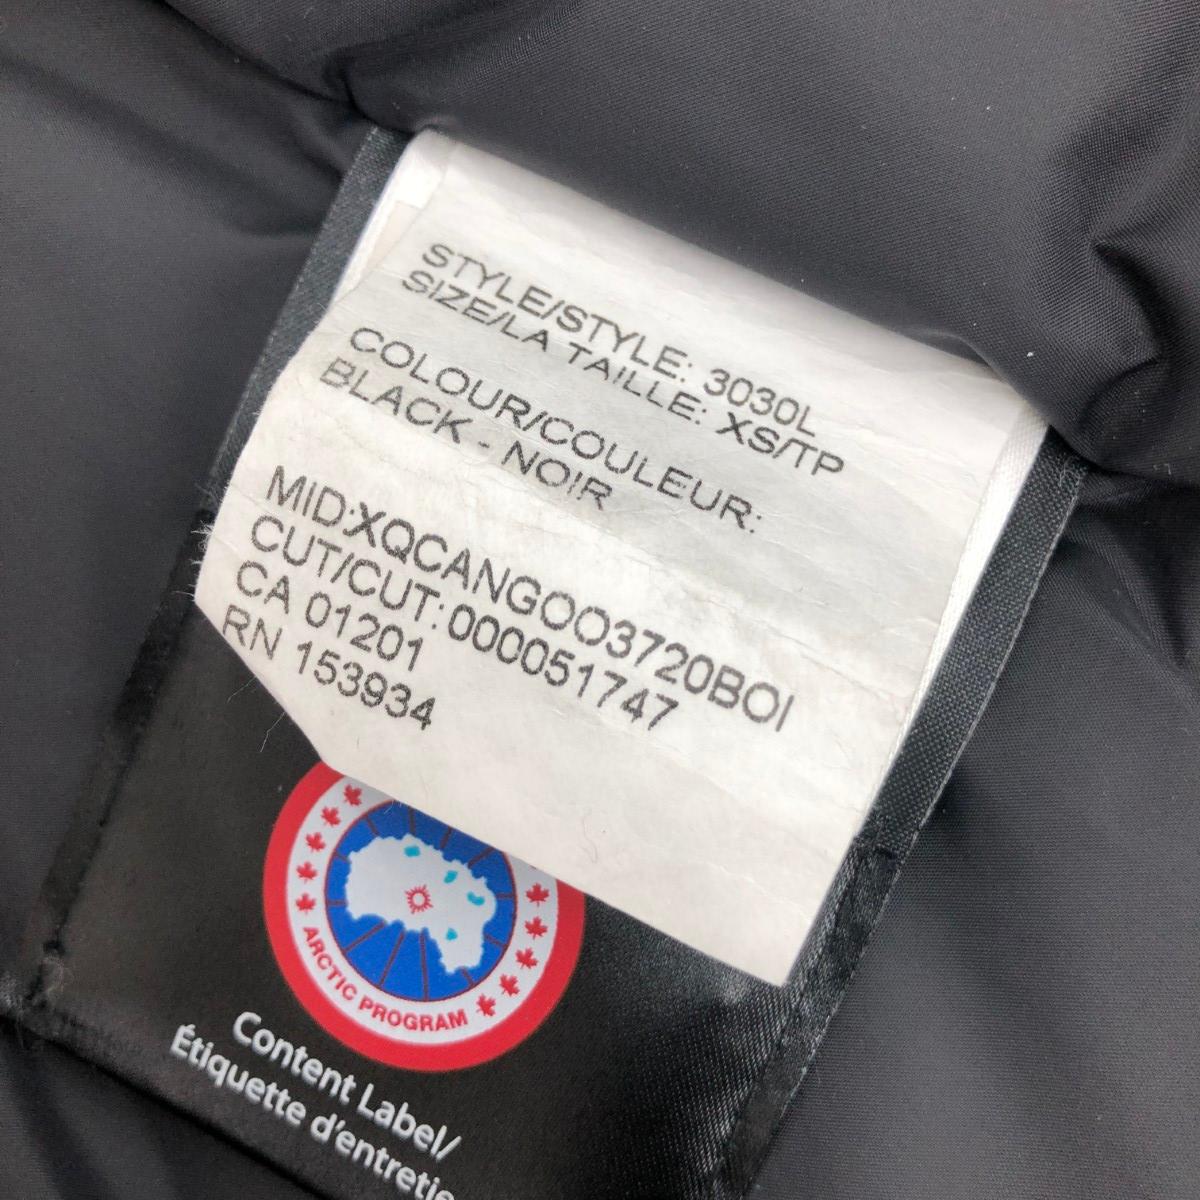 STYLE/STYLE: 3030L
SIZE/LA TAILLE: XS/TP
COLOUR/COULEUR:
BLACK - NOIR
MID:XQCANGOO3720BOI
CUT/CUT: 000051747
CA 01201
RN 153934
ARCTIC PROGRAM
Content Label/
Étiquette d'entretie